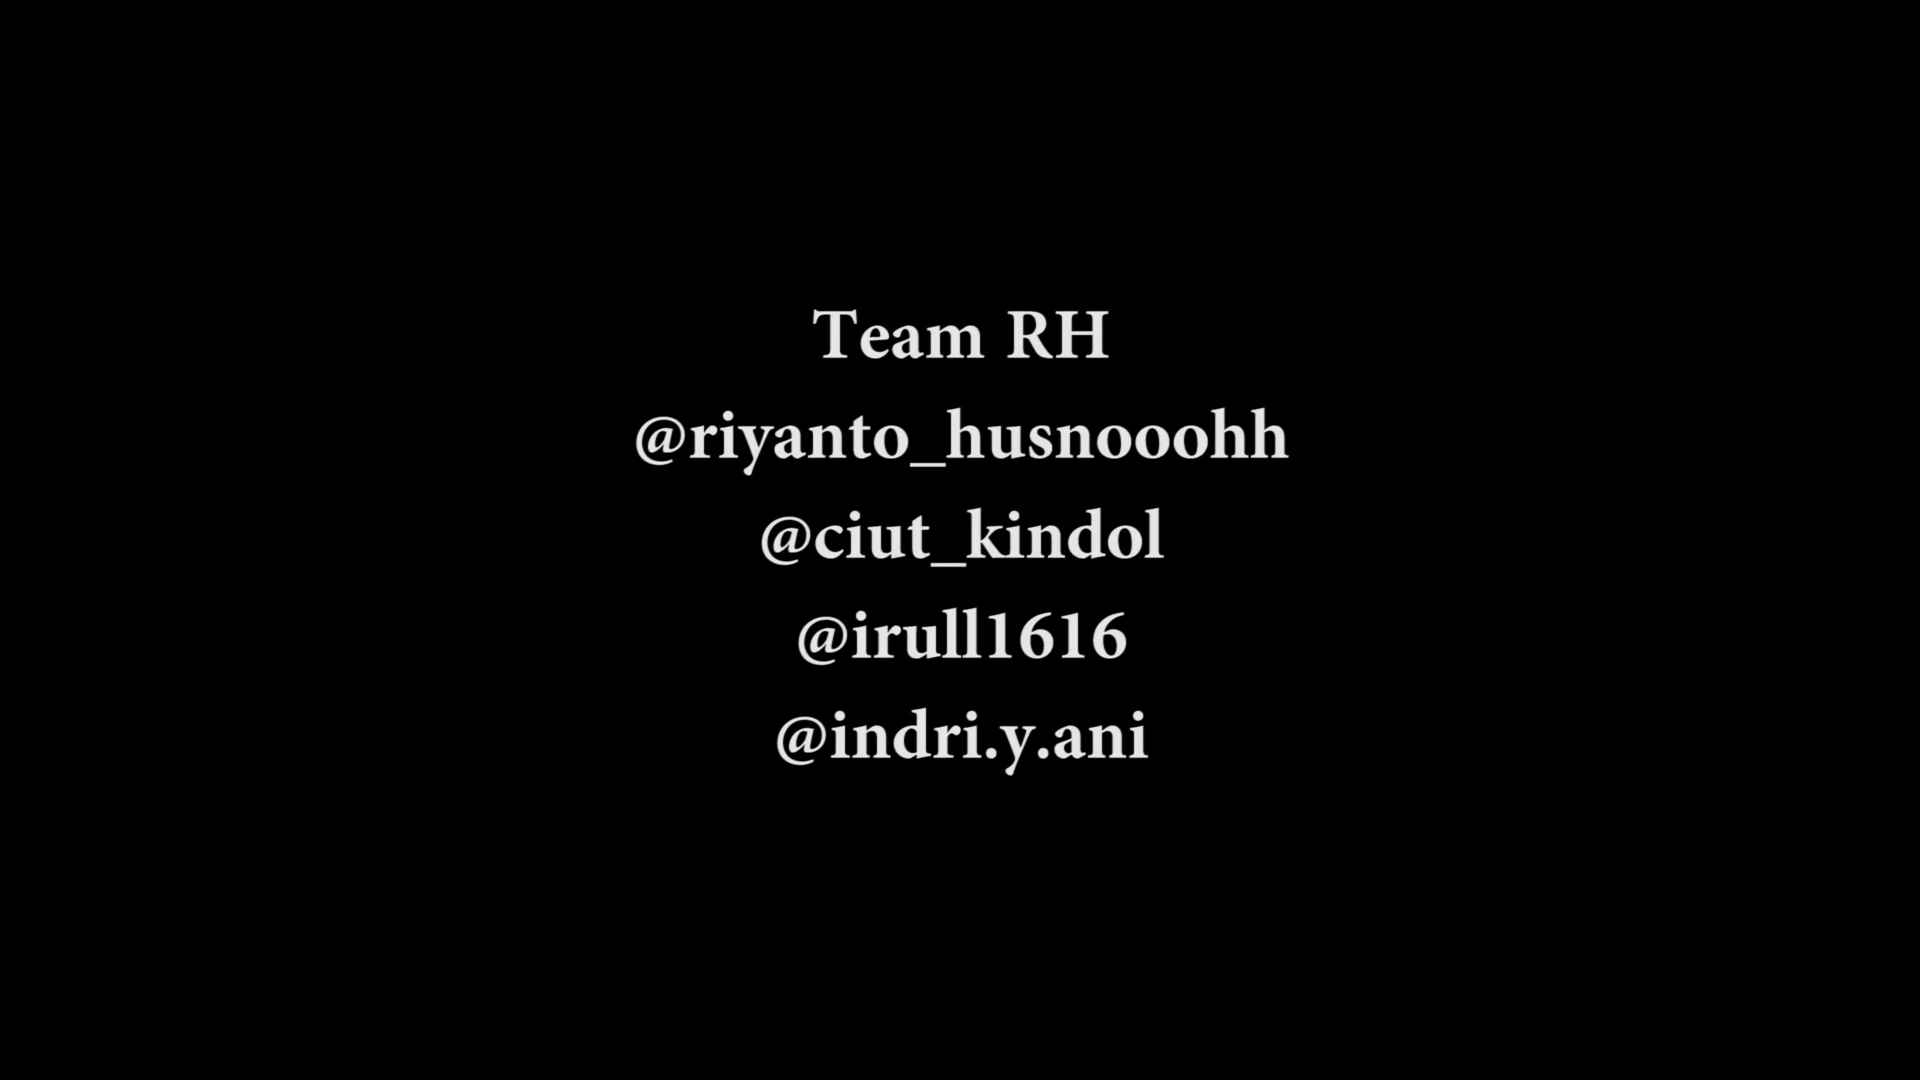 Team RH
@riyanto_husnooohh
@ciut_kindol
@irull1616
@indri.y.ani